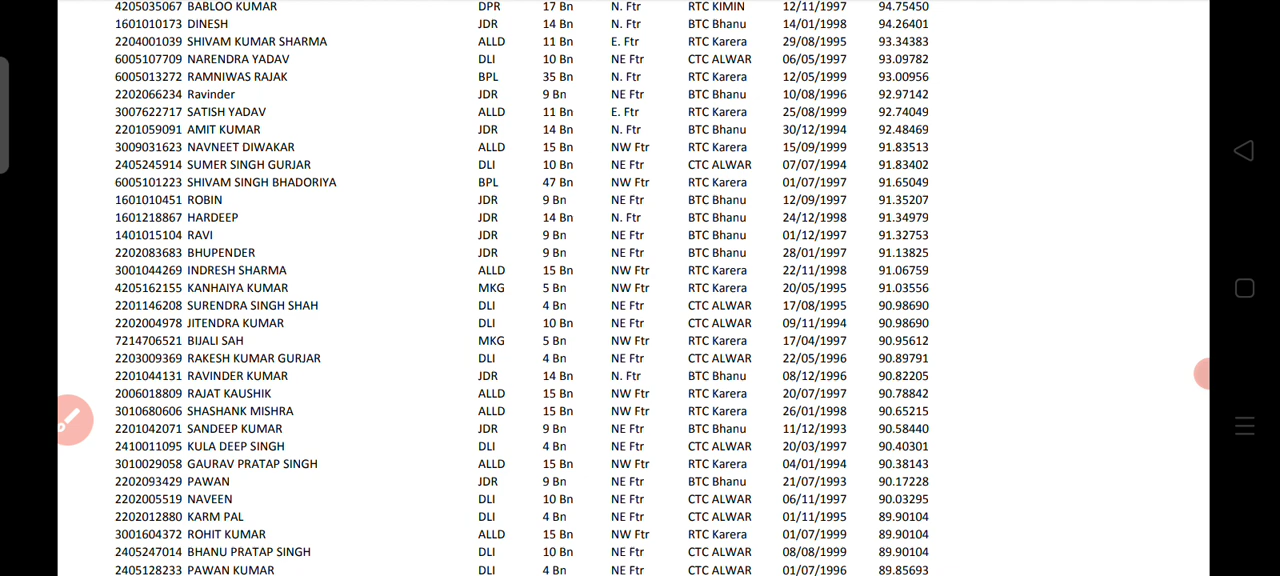 4205035067 BABLOO KUMAR DPR 17 Bn N. Ftr RTC KIMIN 12/11/1997 94.75450
1601010173 DINESH JDR 14 Bn N. Ftr BTC Bhanu 14/01/1998 94.26401
2204001039 SHIVAM KUMAR SHARMA ALLD 11 Bn E. Ftr RTC Karera 29/08/1995 93.34383
6005107709 NARENDRA YADAV DLI 10 Bn NE Ftr CTC ALWAR 06/05/1997 93.09782
6005013272 RAMNIWAS RAJAK BPL 35 Bn N. Ftr RTC Karera 12/05/1999 93.00956
2202066234 Ravinder JDR 9 Bn NE Ftr BTC Bhanu 10/08/1996 92.97142
3007622717 SATISH YADAV ALLD 11 Bn E. Ftr RTC Karera 25/08/1999 92.74049
2201059091 AMIT KUMAR JDR 14 Bn N. Ftr BTC Bhanu 30/12/1994 92.48469
3009031623 NAVNEET DIWAKAR ALLD 15 Bn NW Ftr RTC Karera 15/09/1999 91.83513
2405245914 SUMER SINGH GURJAR DLI 10 Bn NE Ftr CTC ALWAR 07/07/1994 91.83402
6005101223 SHIVAM SINGH BHADORIYA BPL 47 Bn NW Ftr RTC Karera 01/07/1997 91.65049
1601010451 ROBIN JDR 9 Bn NE Ftr BTC Bhanu 12/09/1997 91.35207
1601218867 HARDEEP JDR 14 Bn N. Ftr BTC Bhanu 24/12/1998 91.34979
1401015104 RAVI JDR 9 Bn NE Ftr BTC Bhanu 01/12/1997 91.32753
2202083683 BHUPENDER JDR 9 Bn NE Ftr BTC Bhanu 28/01/1997 91.13825
3001044269 INDRESH SHARMA ALLD 15 Bn NW Ftr RTC Karera 22/11/1998 91.06759
4205162155 KANHAIYA KUMAR MKG 5 Bn NW Ftr RTC Karera 20/05/1995 91.03556
2201146208 SURENDRA SINGH SHAH DLI 4 Bn NE Ftr CTC ALWAR 17/08/1995 90.98690
2202004978 JITENDRA KUMAR DLI 10 Bn NE Ftr CTC ALWAR 09/11/1994 90.98690
7214706521 BIJALI SAH MKG 5 Bn NW Ftr RTC Karera 17/04/1997 90.95612
2203009369 RAKESH KUMAR GURJAR DLI 4 Bn NE Ftr CTC ALWAR 22/05/1996 90.89791
2201044131 RAVINDER KUMAR JDR 14 Bn N. Ftr BTC Bhanu 08/12/1996 90.82205
2006018809 RAJAT KAUSHIK ALLD 15 Bn NW Ftr RTC Karera 20/07/1997 90.78842
3010680606 SHASHANK MISHRA ALLD 15 Bn NW Ftr RTC Karera 26/01/1998 90.65215
2201042071 SANDEEP KUMAR JDR 9 Bn NE Ftr BTC Bhanu 11/12/1993 90.58440
2410011095 KULA DEEP SINGH DLI 4 Bn NE Ftr CTC ALWAR 20/03/1997 90.40301
3010029058 GAURAV PRATAP SINGH ALLD 15 Bn NW Ftr RTC Karera 04/01/1994 90.38143
2202093429 PAWAN JDR 9 Bn NE Ftr BTC Bhanu 21/07/1993 90.17228
2202005519 NAVEEN DLI 10 Bn NE Ftr CTC ALWAR 06/11/1997 90.03295
2202012880 KARM PAL DLI 4 Bn NE Ftr CTC ALWAR 01/11/1995 89.90104
3001604372 ROHIT KUMAR ALLD 15 Bn NW Ftr RTC Karera 01/07/1999 89.90104
2405247014 BHANU PRATAP SINGH DLI 10 Bn NE Ftr CTC ALWAR 08/08/1999 89.90104
2405128233 PAWAN KUMAR DLI 4 Bn NE Ftr CTC ALWAR 01/07/1996 89.85693